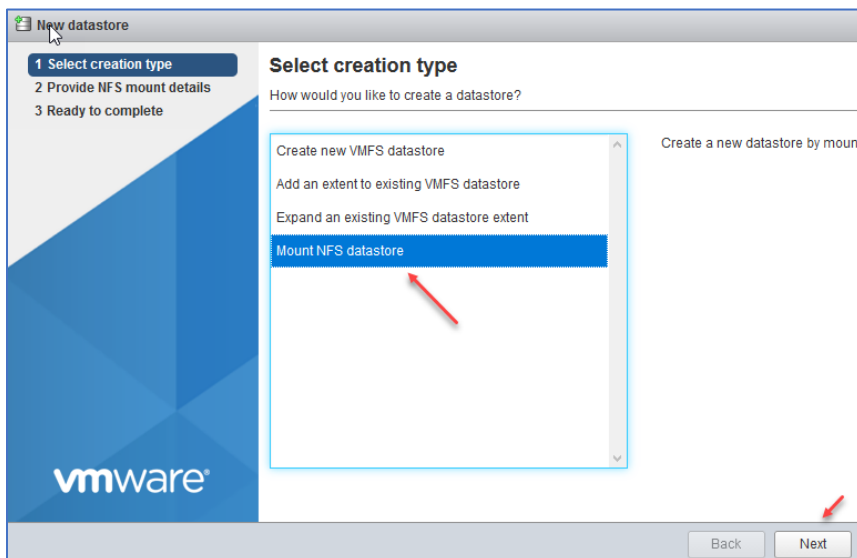 New datastore
1 Select creation type
2 Provide NFS mount details
3 Ready to complete
Select creation type
How would you like to create a datastore?
Create new VMFS datastore
Add an extent to existing VMFS datastore
Expand an existing VMFS datastore extent
Mount NFS datastore
Create a new datastore by moun
vmware®
Back
Next